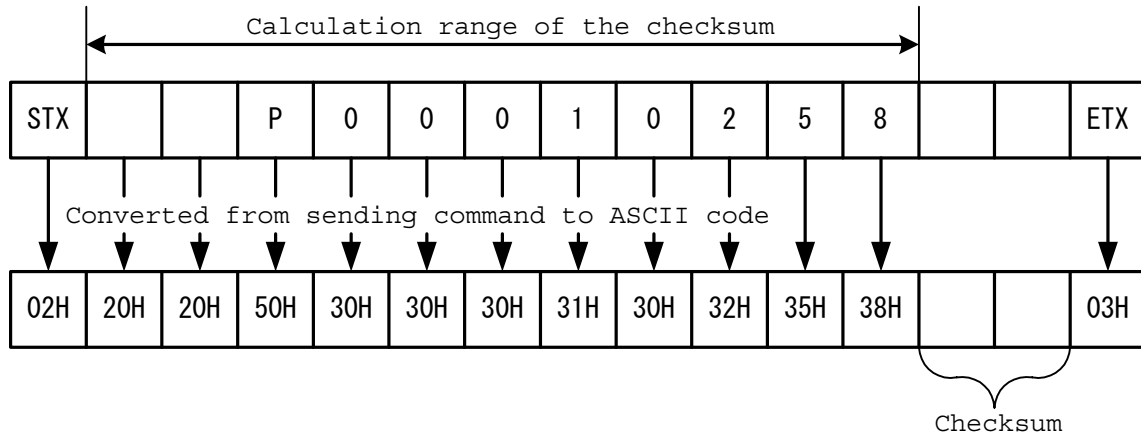 Calculation range of the checksum
STX P 0 0 0 1 0 2 5 8 ETX
Converted from sending command to ASCII code
02H 20H 20H 50H 30H 30H 30H 31H 30H 32H 35H 38H 03H
Checksum